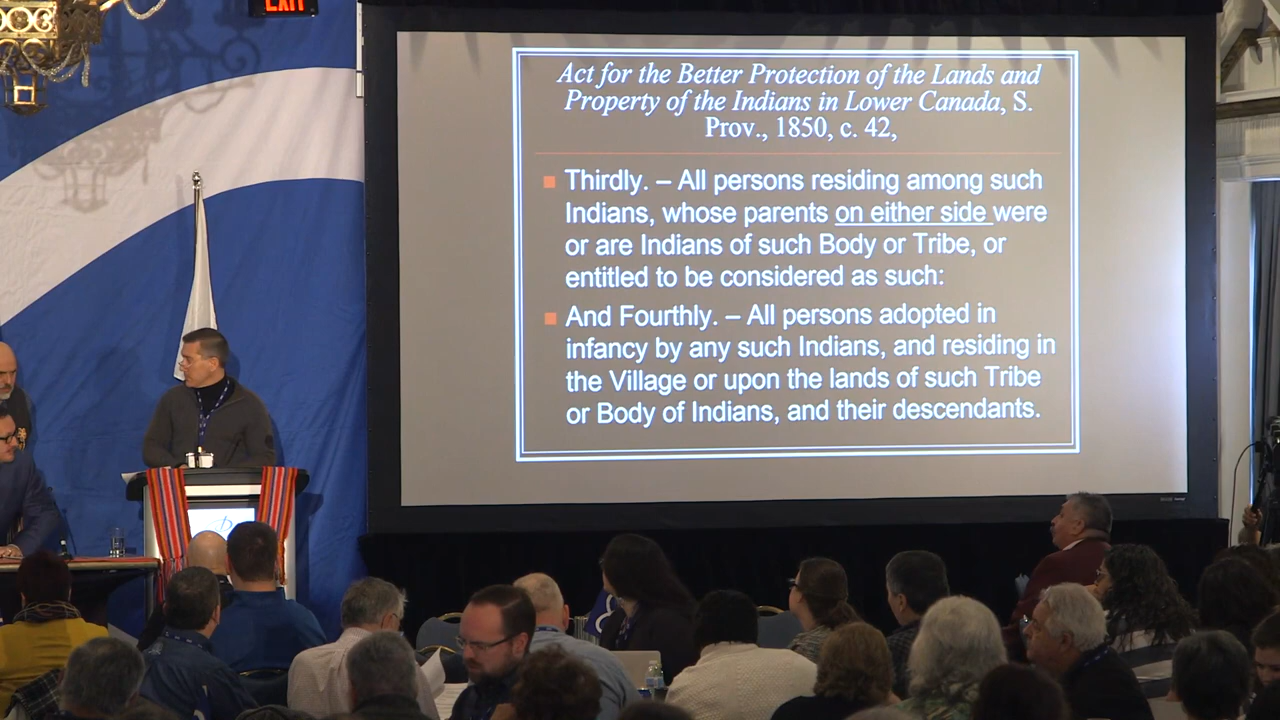 EXIT
Act for the Better Protection of the Lands and
Property of the Indians in Lower Canada, S.
Prov., 1850, c. 42,
Thirdly. – All persons residing among such
Indians, whose parents on either side were
or are Indians of such Body or Tribe, or
entitled to be considered as such:
And Fourthly. – All persons adopted in
infancy by any such Indians, and residing in
the Village or upon the lands of such Tribe
or Body of Indians, and their descendants.